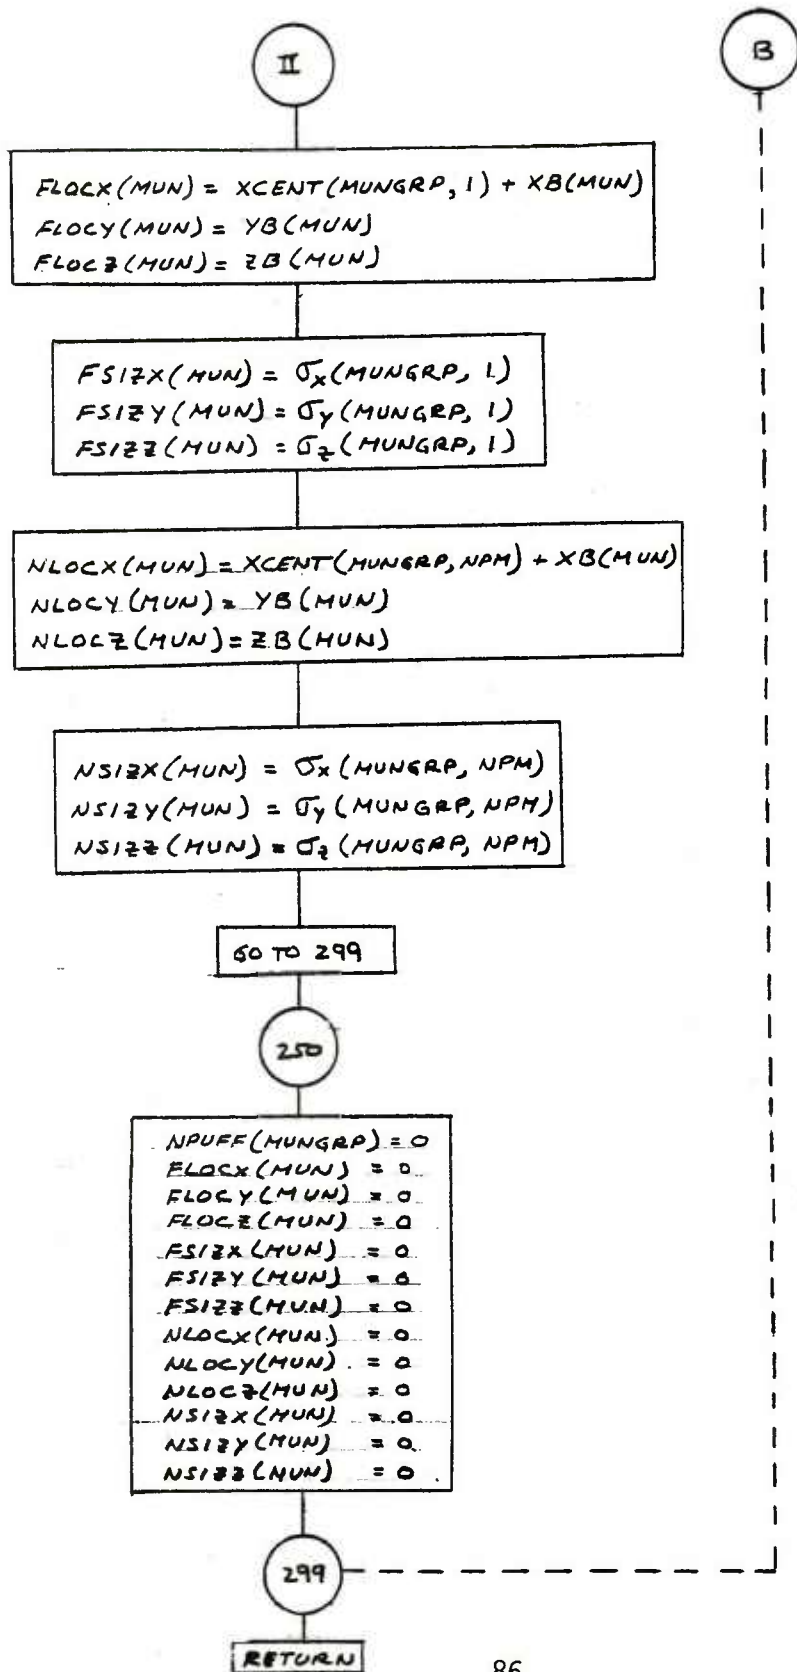 II
B
FLOCX(MUN) = XCENT(MUNGRP, 1) + XB(MUN)
FLOCY(MUN) = YB(MUN)
FLOCZ(MUN) = ZB(MUN)
FSIZX(MUN) = σx(MUNGRP, 1)
FSIZY(MUN) = σy(MUNGRP, 1)
FSIZZ(MUN) = σz(MUNGRP, 1)
NLOCX(MUN) = XCENT(MUNGRP, NPM) + XB(MUN)
NLOCY(MUN) = YB(MUN)
NLOCZ(MUN) = ZB(MUN)
NSIZX(MUN) = σx(MUNGRP, NPM)
NSIZY(MUN) = σy(MUNGRP, NPM)
NSIZZ(MUN) = σz(MUNGRP, NPM)
GO TO 299
250
NPUFF(MUNGRP) = 0
FLOCX(MUN) = 0
FLOCY(MUN) = 0
FLOCZ(MUN) = 0
FSIZX(MUN) = 0
FSIZY(MUN) = 0
FSIZZ(MUN) = 0
NLOCX(MUN) = 0
NLOCY(MUN) = 0
NLOCZ(MUN) = 0
NSIZX(MUN) = 0
NSIZY(MUN) = 0
NSIZZ(MUN) = 0
299
RETURN
86